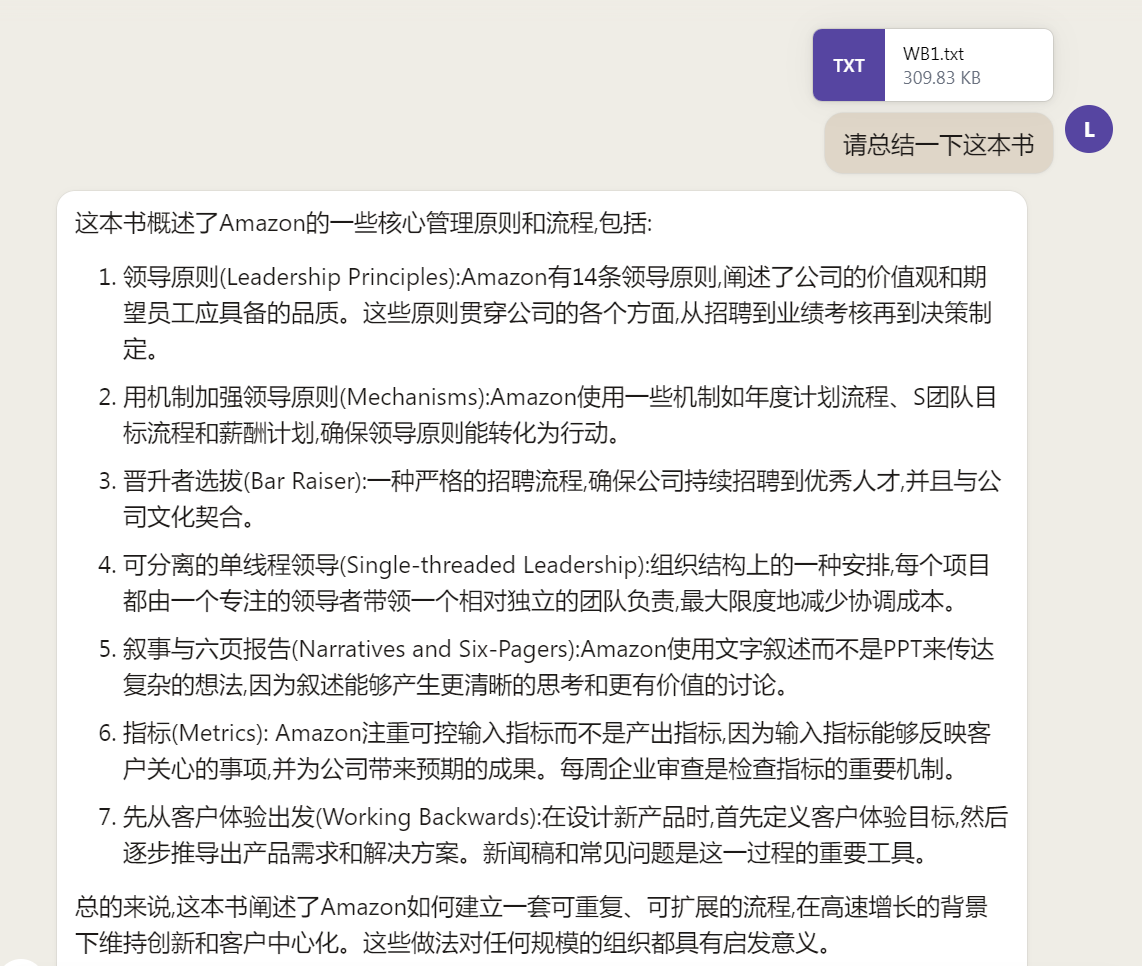 TXT
WB1.txt
309.83 KB
请总结一下这本书
L
这本书概述了Amazon的一些核心管理原则和流程,包括:
1. 领导原则(Leadership Principles):Amazon有14条领导原则,阐述了公司的价值观和期
望员工应具备的品质。这些原则贯穿公司的各个方面,从招聘到业绩考核再到决策制
定。
2. 用机制加强领导原则(Mechanisms):Amazon使用一些机制如年度计划流程、S团队目
标流程和薪酬计划,确保领导原则能转化为行动。
3. 晋升者选拔(Bar Raiser):一种严格的招聘流程,确保公司持续招聘到优秀人才,并且与公
司文化契合。
4. 可分离的单线程领导(Single-threaded Leadership):组织结构上的一种安排,每个项目
都由一个专注的领导者带领一个相对独立的团队负责,最大限度地减少协调成本。
5. 叙事与六页报告(Narratives and Six-Pagers):Amazon使用文字叙述而不是PPT来传达
复杂的想法,因为叙述能够产生更清晰的思考和更有价值的讨论。
6. 指标(Metrics): Amazon注重可控输入指标而不是产出指标,因为输入指标能够反映客
户关心的事项,并为公司带来预期的成果。每周企业审查是检查指标的重要机制。
7. 先从客户体验出发(Working Backwards):在设计新产品时,首先定义客户体验目标,然后
逐步推导出产品需求和解决方案。新闻稿和常见问题是这一过程的重要工具。
总的来说,这本书阐述了Amazon如何建立一套可重复、可扩展的流程,在高速增长的背景
下维持创新和客户中心化。这些做法对任何规模的组织都具有启发意义。